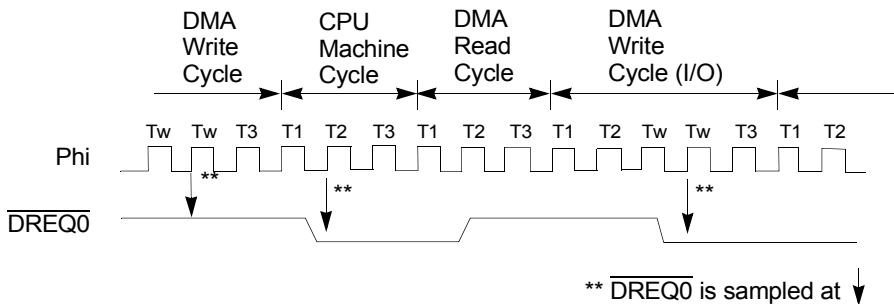 DMA CPU DMA DMA
Write Machine Read Write
Cycle Cycle Cycle Cycle (I/O)
Tw Tw T3 T1 T2 T3 T1 T2 T3 T1 T2 Tw Tw T3 T1 T2
Phi
** ** **
DREQ0
** DREQ0 is sampled at